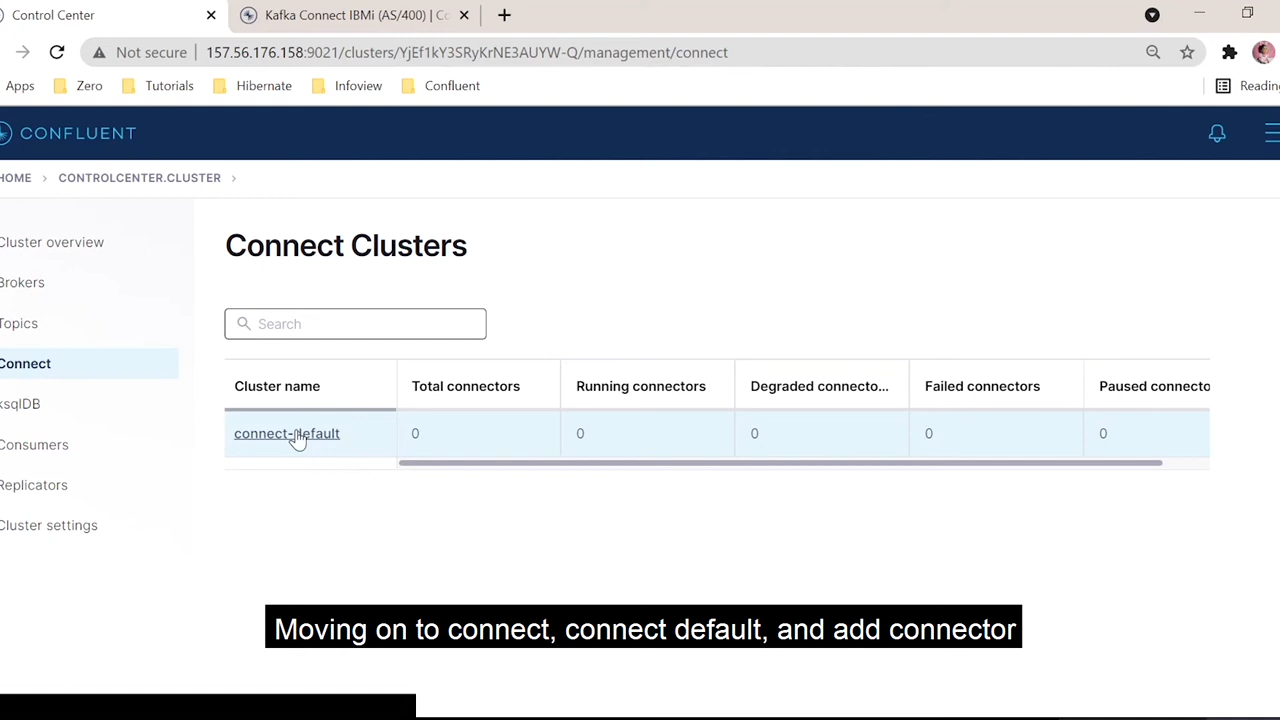 Control Center
Kafka Connect IBMi (AS/400) | Co
Not secure 157.56.176.158:9021/clusters/YjEf1kY3SRyKrNE3AUYW-Q/management/connect
Apps Zero Tutorials Hibernate Infoview Confluent Reading
CONFLUENT
HOME CONTROLCENTER.CLUSTER
Cluster overview
Brokers
Topics
Connect
ksqlDB
Consumers
Replicators
Cluster settings
Connect Clusters
Search
Cluster name Total connectors Running connectors Degraded connecto... Failed connectors Paused connecto
connect-default 0 0 0 0 0
Moving on to connect, connect default, and add connector